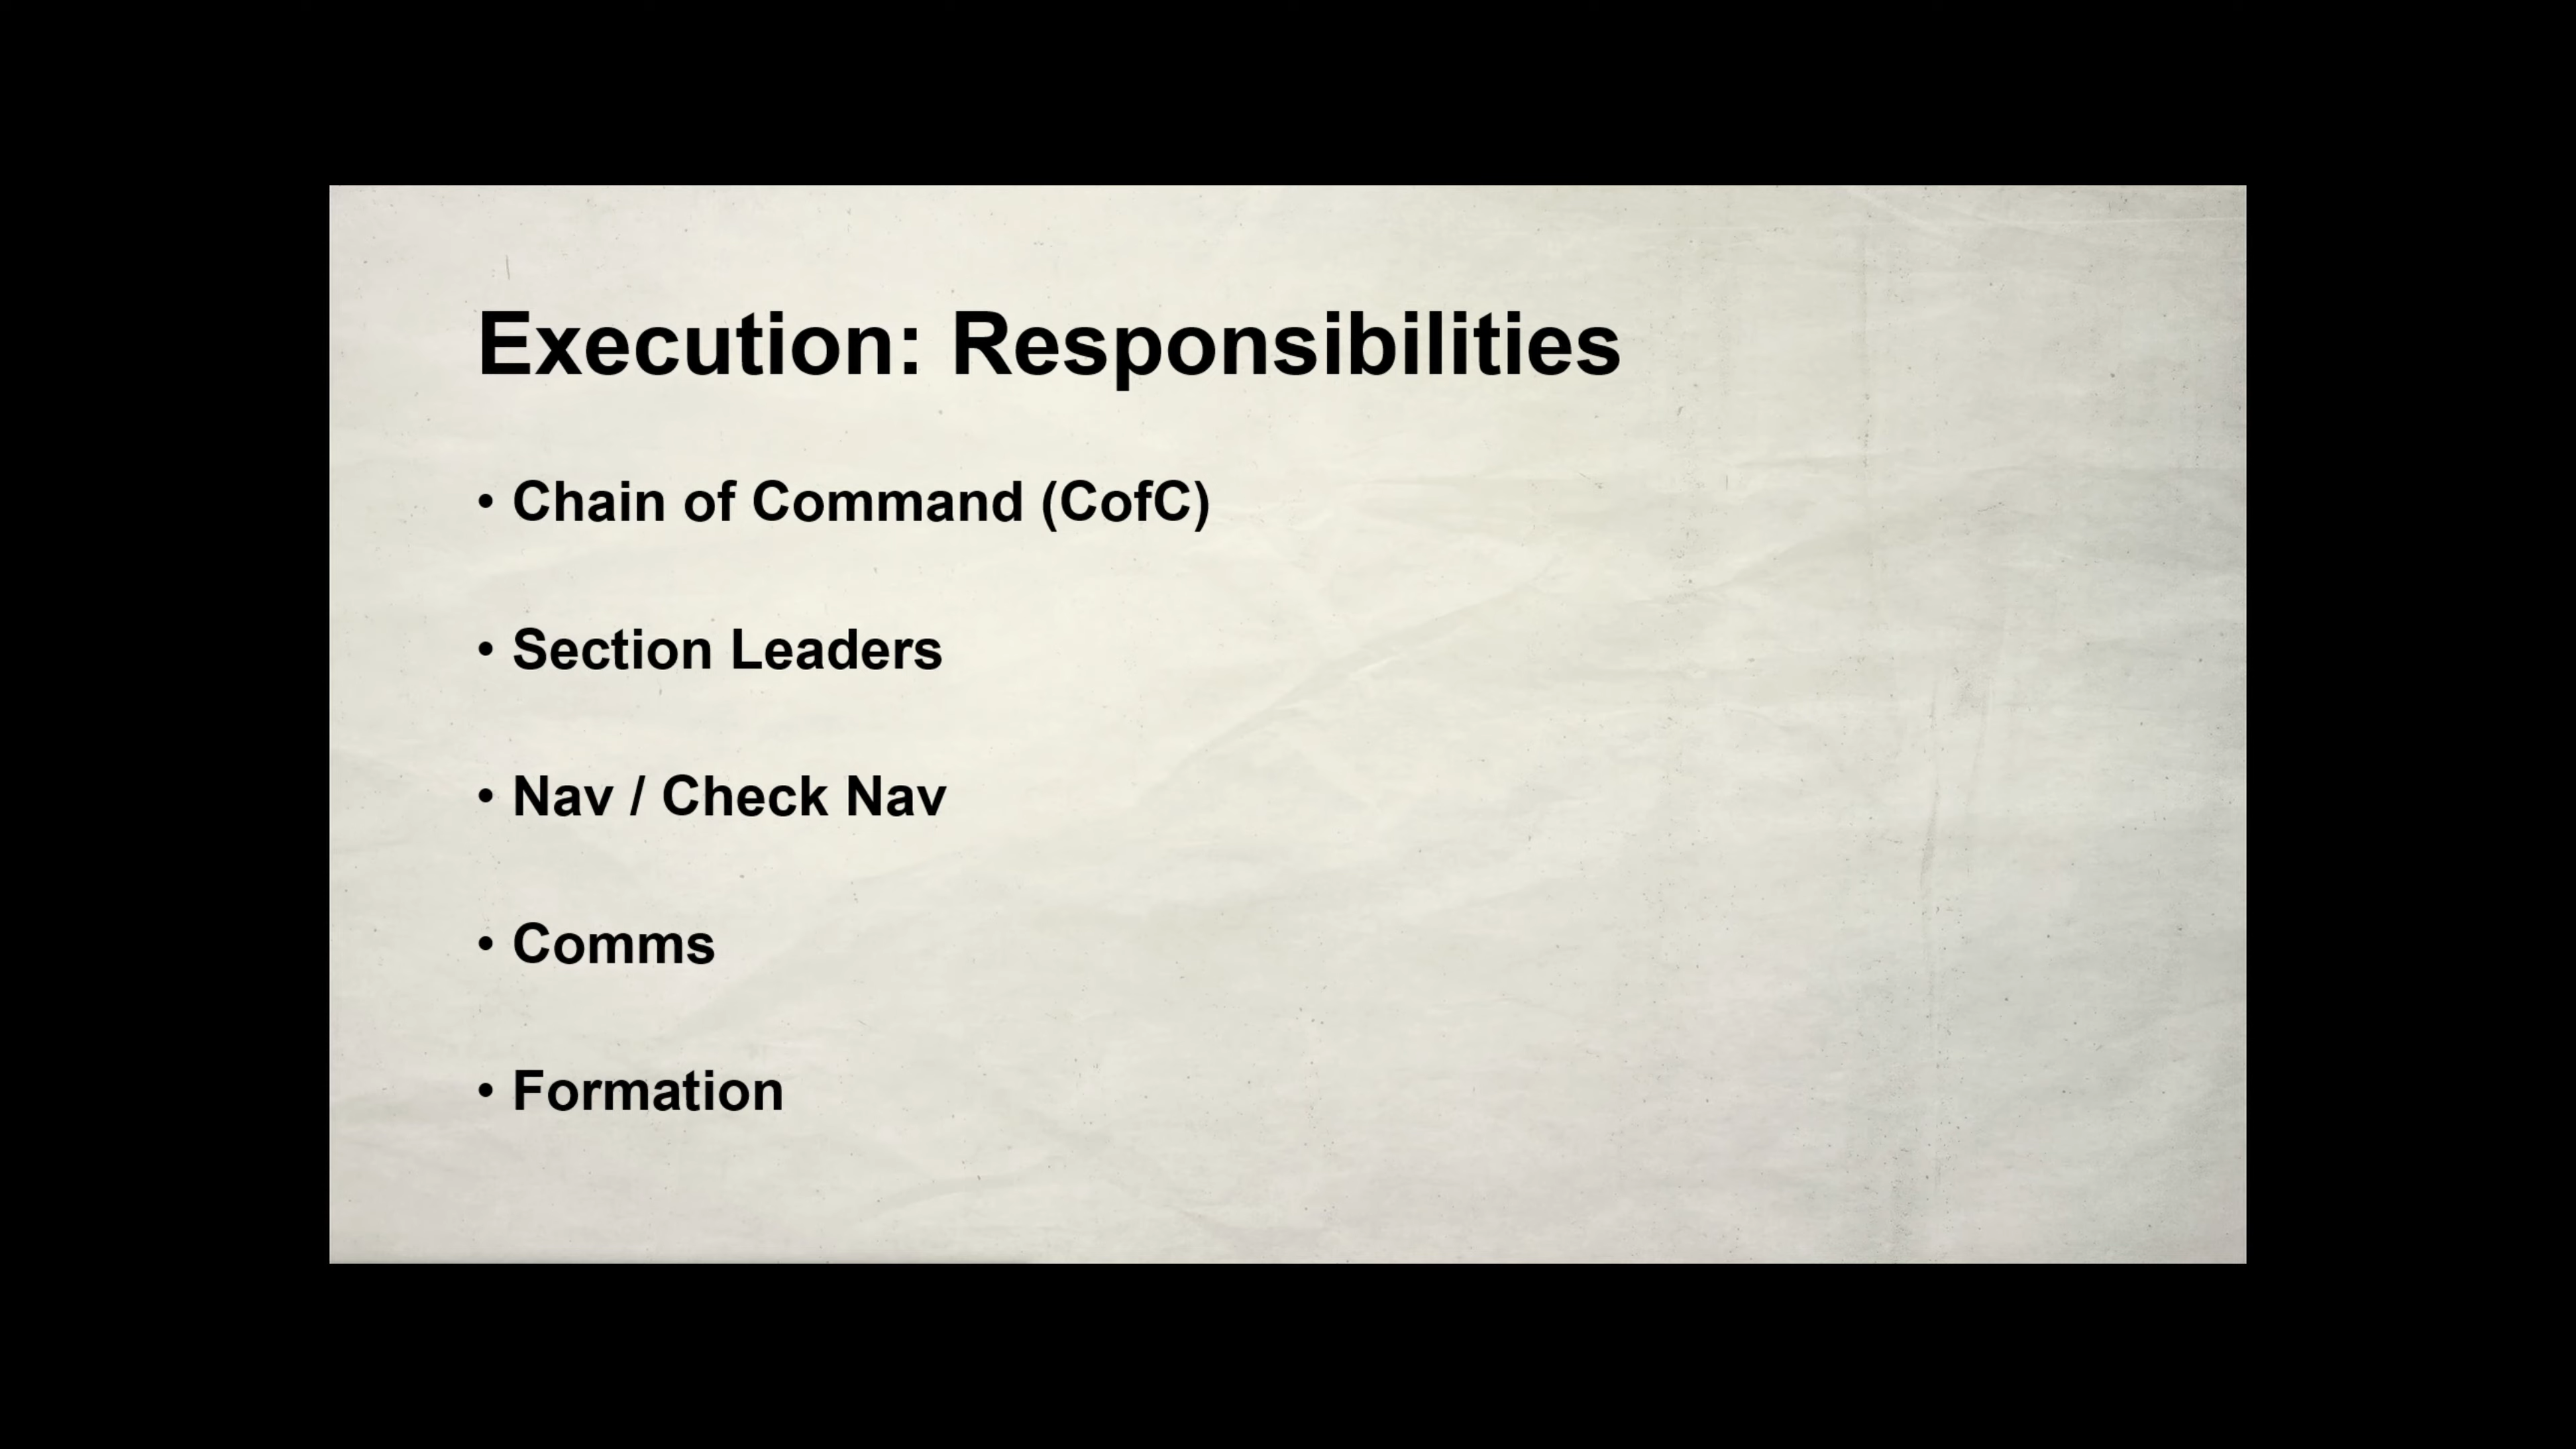 Execution: Responsibilities
• Chain of Command (CofC)
• Section Leaders
• Nav / Check Nav
• Comms
• Formation